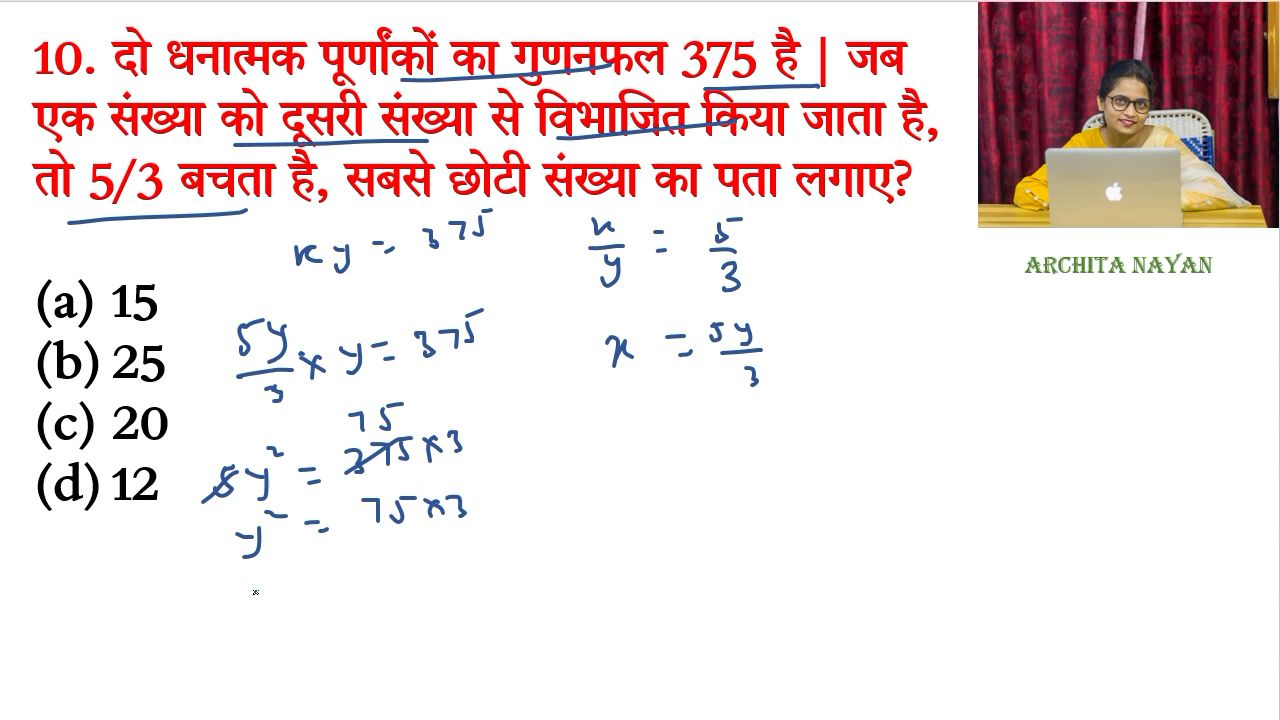 10. दो धनात्मक पूर्णांकों का गुणनफल 375 है | जब
एक संख्या को दूसरी संख्या से विभाजित किया जाता है,
तो 5/3 बचता है, सबसे छोटी संख्या का पता लगाए?
ARCHITA NAYAN
(a) 15
(b) 25
(c) 20
(d) 12
xy = 375
x/y = 5/3
5y/3 × y = 375
x = 5y/3
75
5y² = 375×3
y² = 75×3